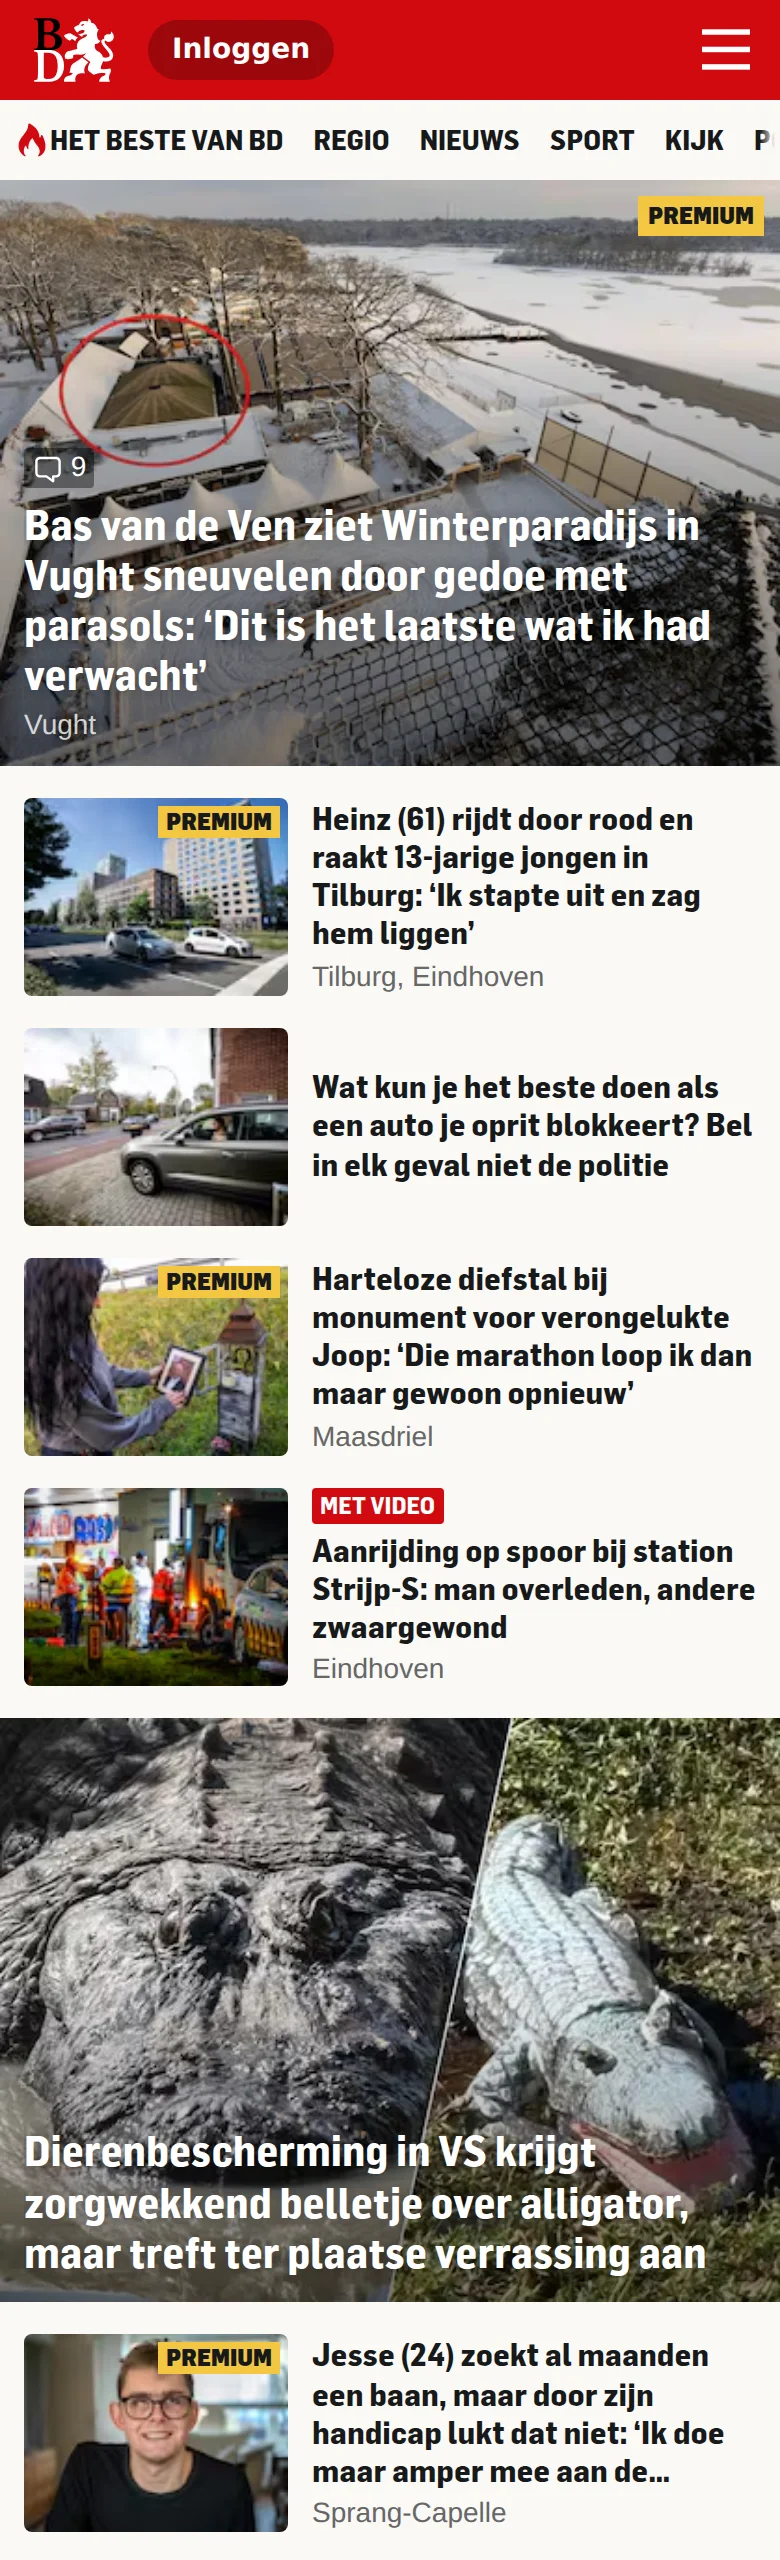 BD
Inloggen
HET BESTE VAN BD REGIO NIEUWS SPORT KIJK
PREMIUM
9
Bas van de Ven ziet Winterparadijs in
Vught sneuvelen door gedoe met
parasols: ‘Dit is het laatste wat ik had
verwacht’
Vught
PREMIUM
Heinz (61) rijdt door rood en
raakt 13-jarige jongen in
Tilburg: ‘Ik stapte uit en zag
hem liggen’
Tilburg, Eindhoven
Wat kun je het beste doen als
een auto je oprit blokkeert? Bel
in elk geval niet de politie
PREMIUM
Harteloze diefstal bij
monument voor verongelukte
Joop: ‘Die marathon loop ik dan
maar gewoon opnieuw’
Maasdriel
MET VIDEO
Aanrijding op spoor bij station
Strijp-S: man overleden, andere
zwaargewond
Eindhoven
Dierenbescherming in VS krijgt
zorgwekkend belletje over alligator,
maar treft ter plaatse verrassing aan
PREMIUM
Jesse (24) zoekt al maanden
een baan, maar door zijn
handicap lukt dat niet: ‘Ik doe
maar amper mee aan de...
Sprang-Capelle